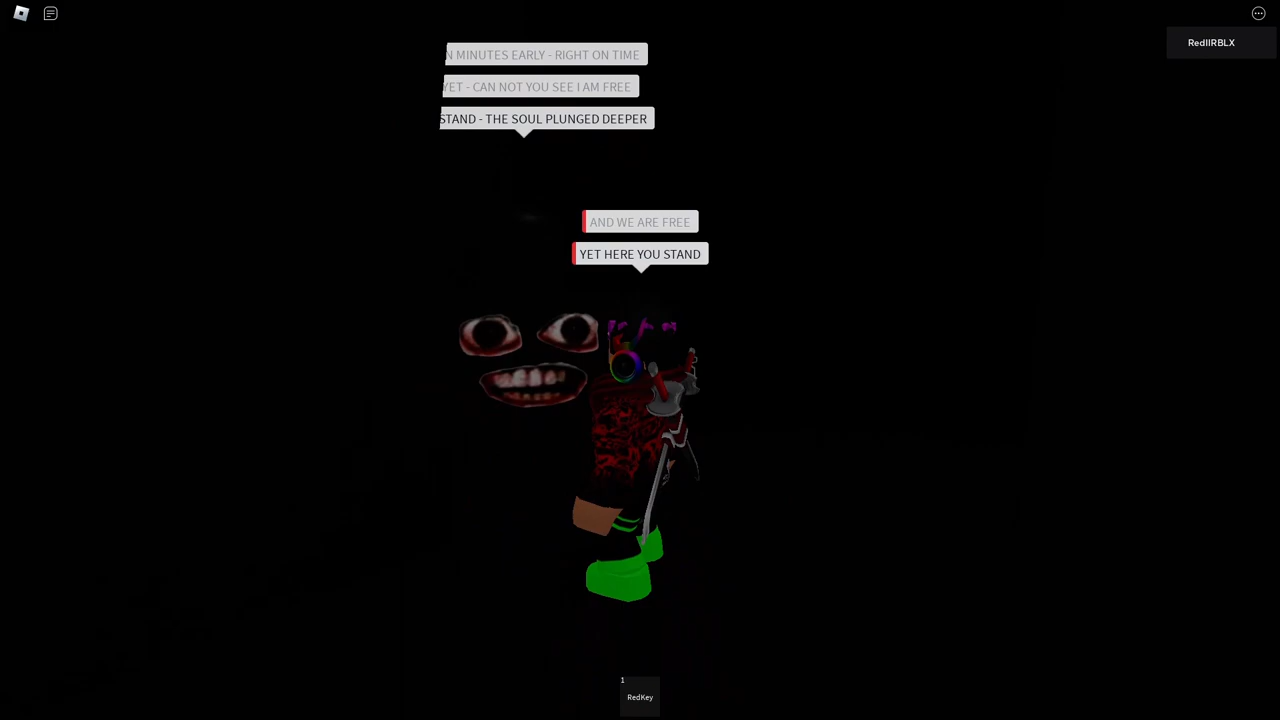 RedIIRBLX
MINUTES EARLY - RIGHT ON TIME
YET - CAN NOT YOU SEE I AM FREE
STAND - THE SOUL PLUNGED DEEPER
AND WE ARE FREE
YET HERE YOU STAND
1
RedKey